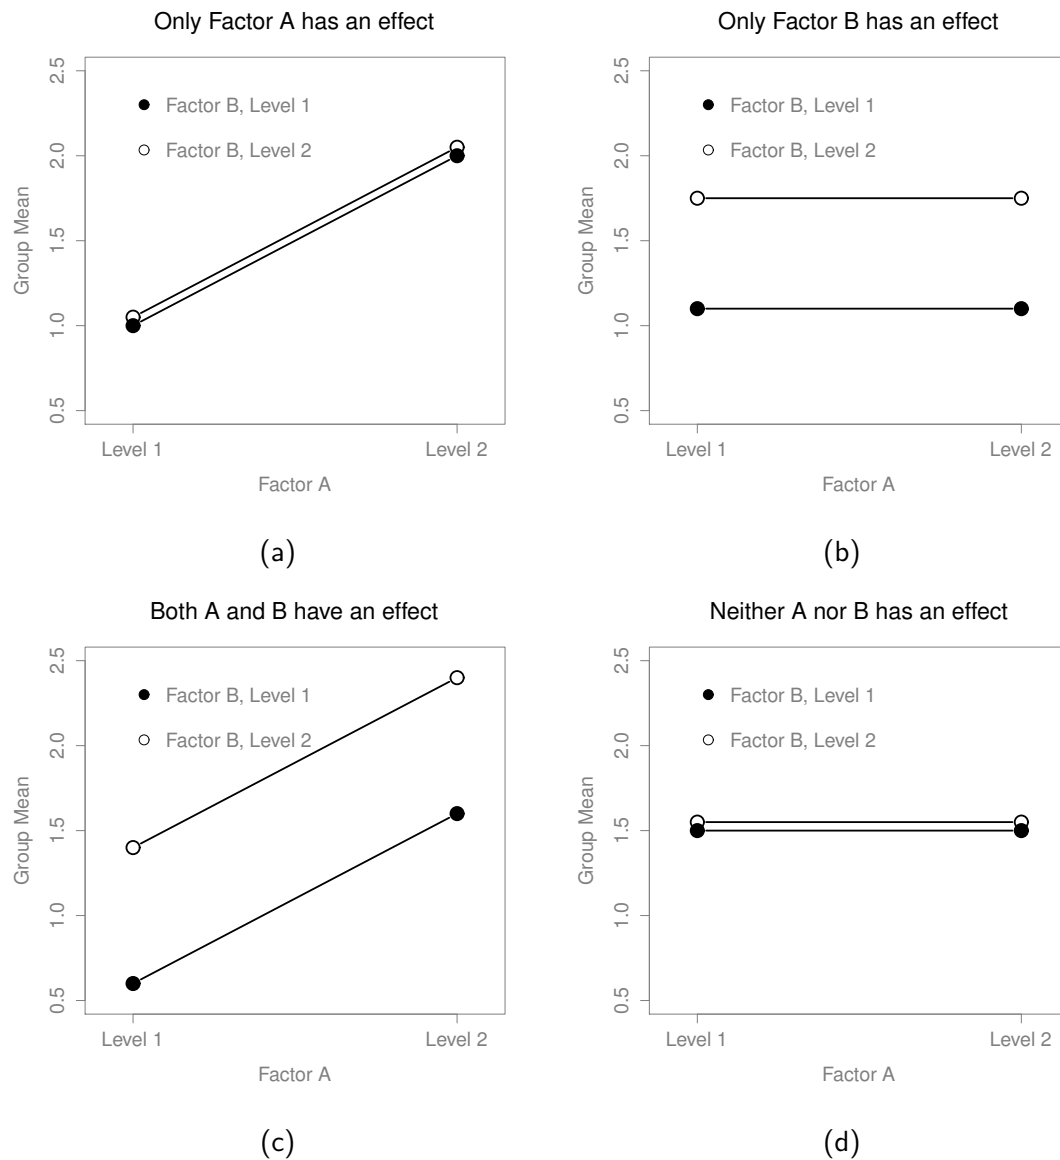 Only Factor A has an effect
2.5
2.0
1.5
1.0
0.5
Group Mean
Factor B, Level 1
Factor B, Level 2
Level 1
Level 2
Factor A
(a)
Only Factor B has an effect
2.5
2.0
1.5
1.0
0.5
Group Mean
Factor B, Level 1
Factor B, Level 2
Level 1
Level 2
Factor A
(b)
Both A and B have an effect
2.5
2.0
1.5
1.0
0.5
Group Mean
Factor B, Level 1
Factor B, Level 2
Level 1
Level 2
Factor A
(c)
Neither A nor B has an effect
2.5
2.0
1.5
1.0
0.5
Group Mean
Factor B, Level 1
Factor B, Level 2
Level 1
Level 2
Factor A
(d)